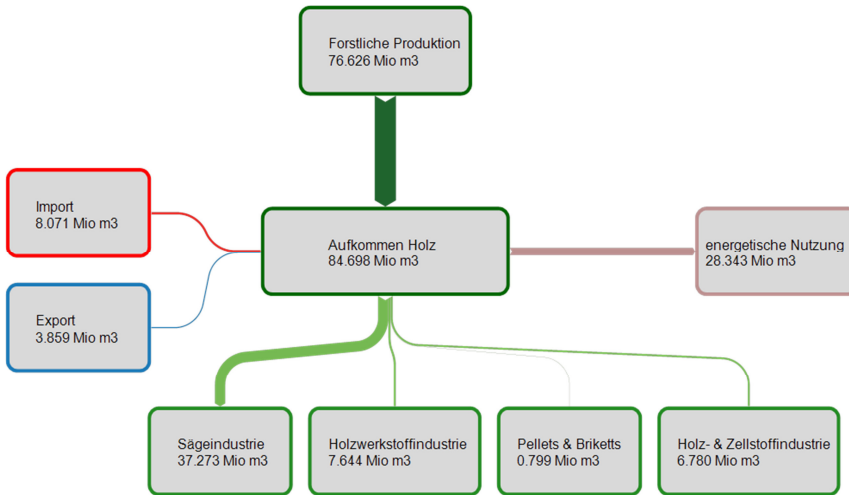 Forstliche Produktion
76.626 Mio m3
Import
8.071 Mio m3
Aufkommen Holz
84.698 Mio m3
energetische Nutzung
28.343 Mio m3
Export
3.859 Mio m3
Sägeindustrie
37.273 Mio m3
Holzwerkstoffindustrie
7.644 Mio m3
Pellets & Briketts
0.799 Mio m3
Holz- & Zellstoffindustrie
6.780 Mio m3